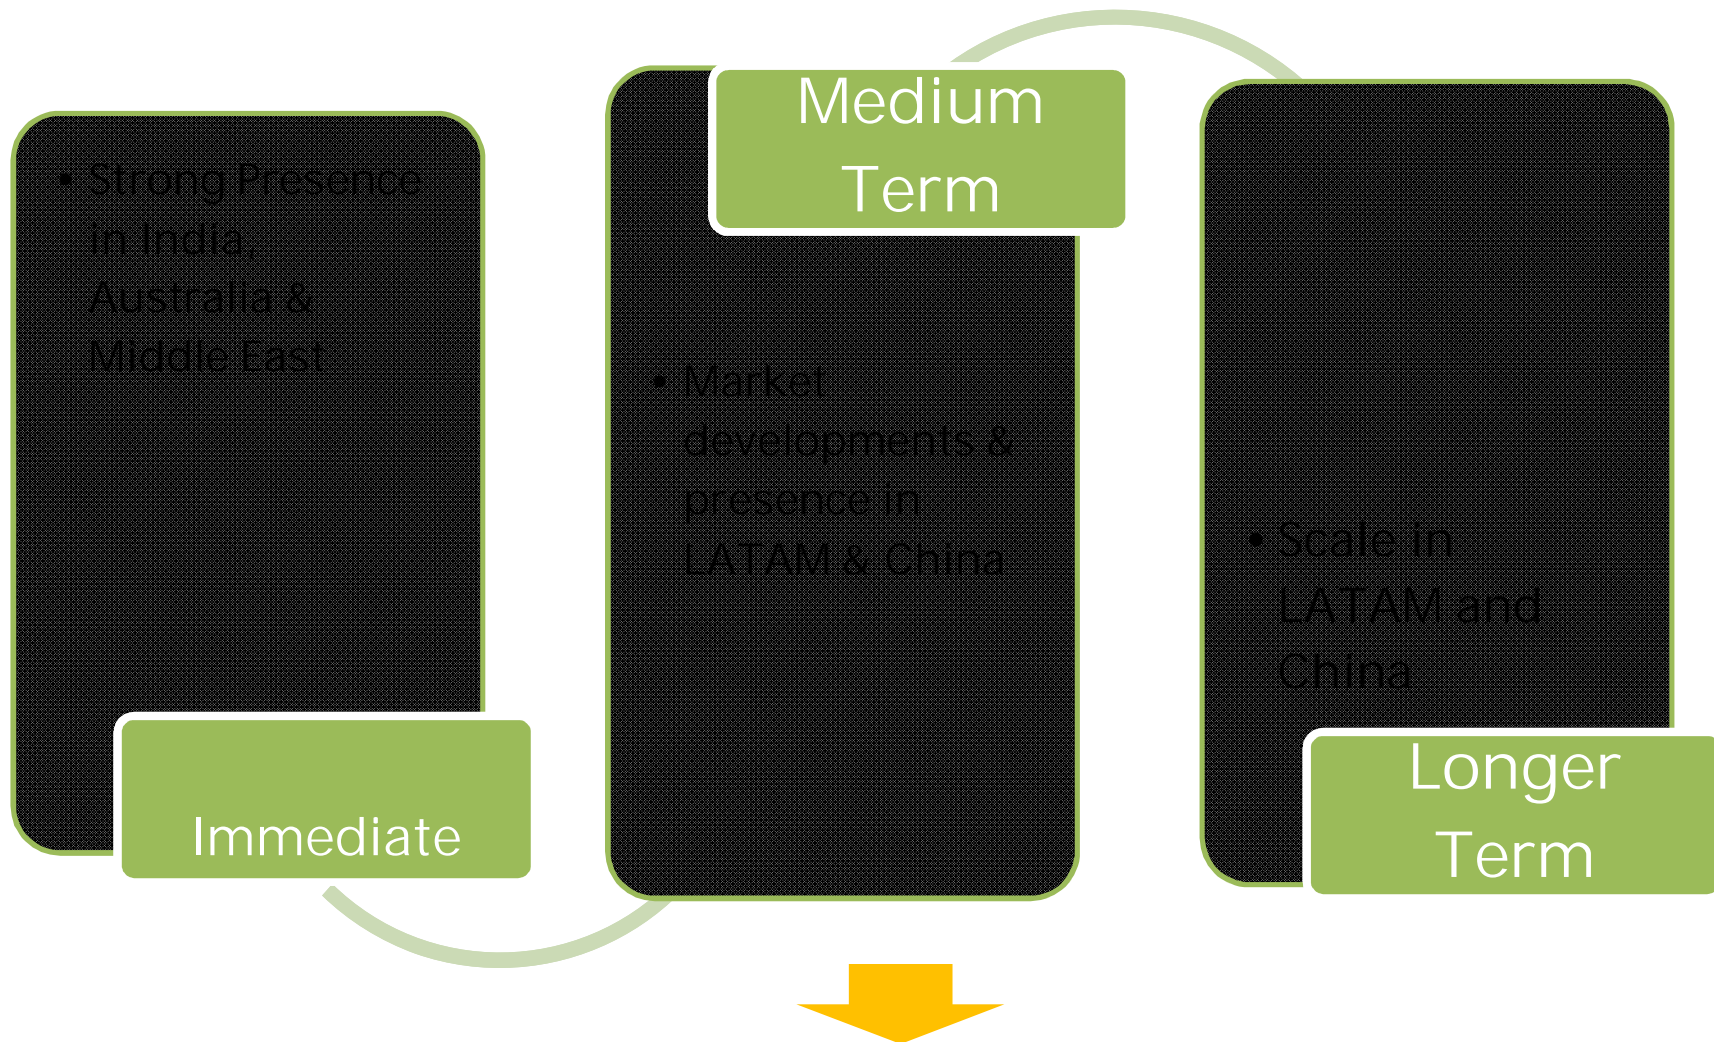 • Strong Presence
in India,
Australia &
Middle East
Immediate
Medium
Term
• Market
developments &
presence in
LATAM & China
• Scale in
LATAM and
China
Longer
Term